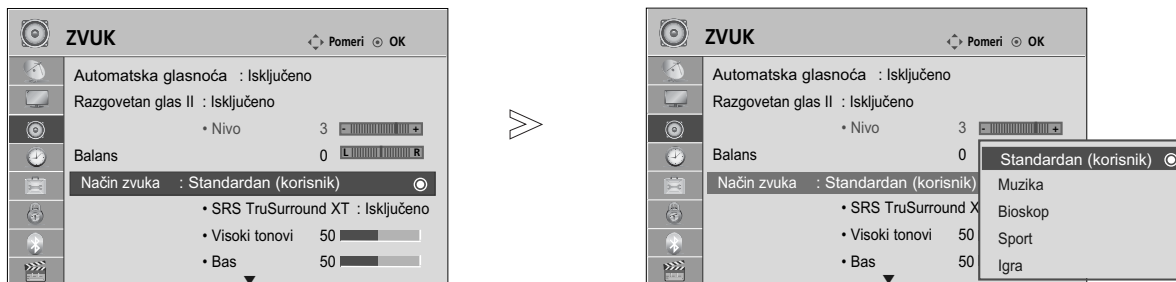 ZVUK
Pomeri OK
Automatska glasnoća : Isključeno
Razgovetan glas II : Isključeno
• Nivo 3 - +
Balans 0 L R
Način zvuka : Standardan (korisnik)
• SRS TruSurround XT : Isključeno
• Visoki tonovi 50
• Bas 50
>
ZVUK
Pomeri OK
Automatska glasnoća : Isključeno
Razgovetan glas II : Isključeno
• Nivo 3 - +
Balans 0
Način zvuka : Standardan (korisnik)
• SRS TruSurround X
• Visoki tonovi 50
• Bas 50
Standardan (korisnik)
Muzika
Bioskop
Sport
Igra